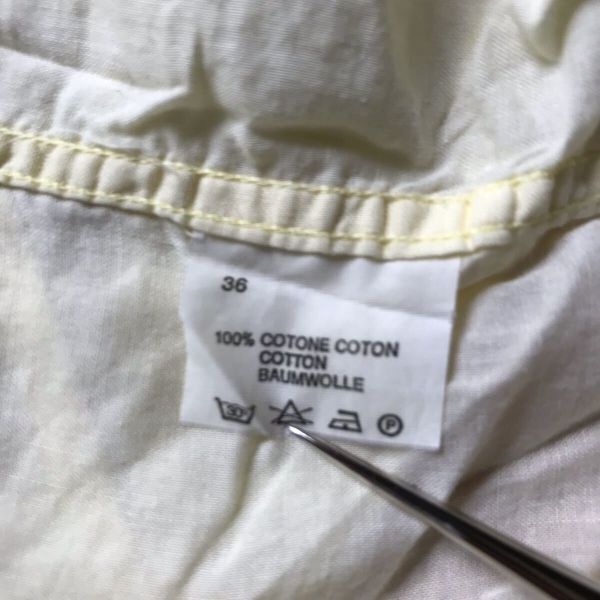 36
100% COTONE COTON
COTTON
BAUMWOLLE
30° P